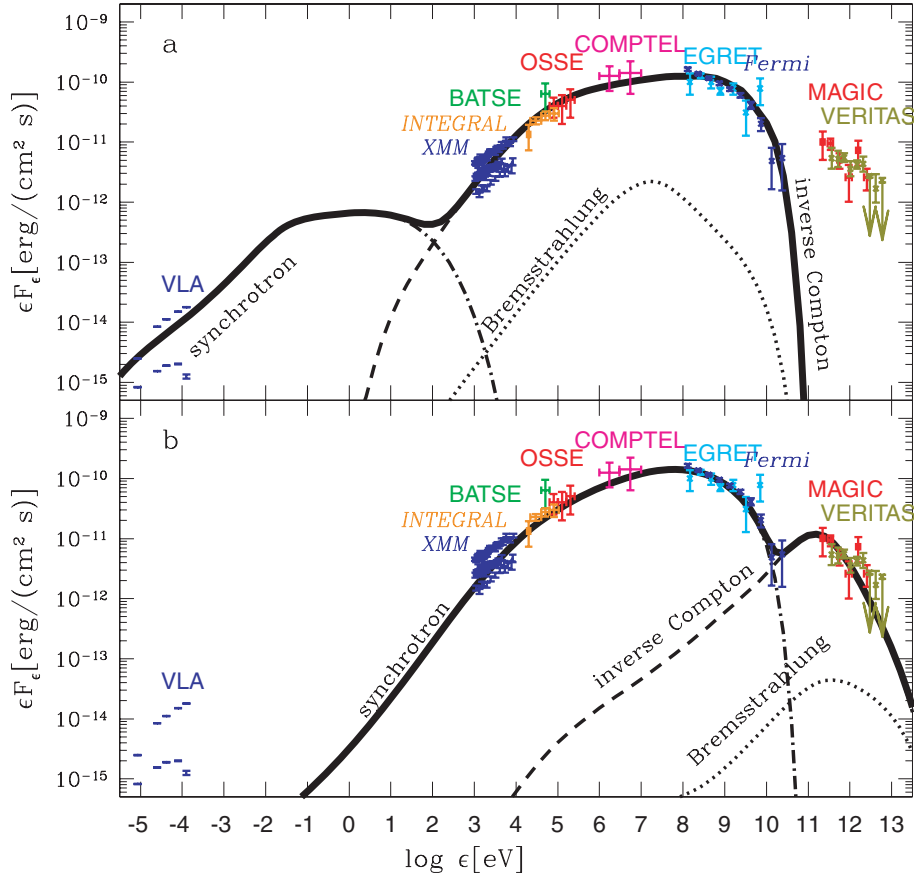 10⁻⁹
10⁻¹⁰
10⁻¹¹
10⁻¹²
10⁻¹³
10⁻¹⁴
10⁻¹⁵
ϵFϵ[erg/(cm² s)]
a
COMPTEL
OSSE
EGRET
Fermi
BATSE
INTEGRAL
XMM
MAGIC
VERITAS
VLA
synchrotron
Bremsstrahlung
inverse Compton
10⁻⁹
10⁻¹⁰
10⁻¹¹
10⁻¹²
10⁻¹³
10⁻¹⁴
10⁻¹⁵
ϵFϵ[erg/(cm² s)]
b
COMPTEL
OSSE
EGRET
Fermi
BATSE
INTEGRAL
XMM
MAGIC
VERITAS
VLA
synchrotron
inverse Compton
Bremsstrahlung
-5 -4 -3 -2 -1 0 1 2 3 4 5 6 7 8 9 10 11 12 13
log ϵ[eV]